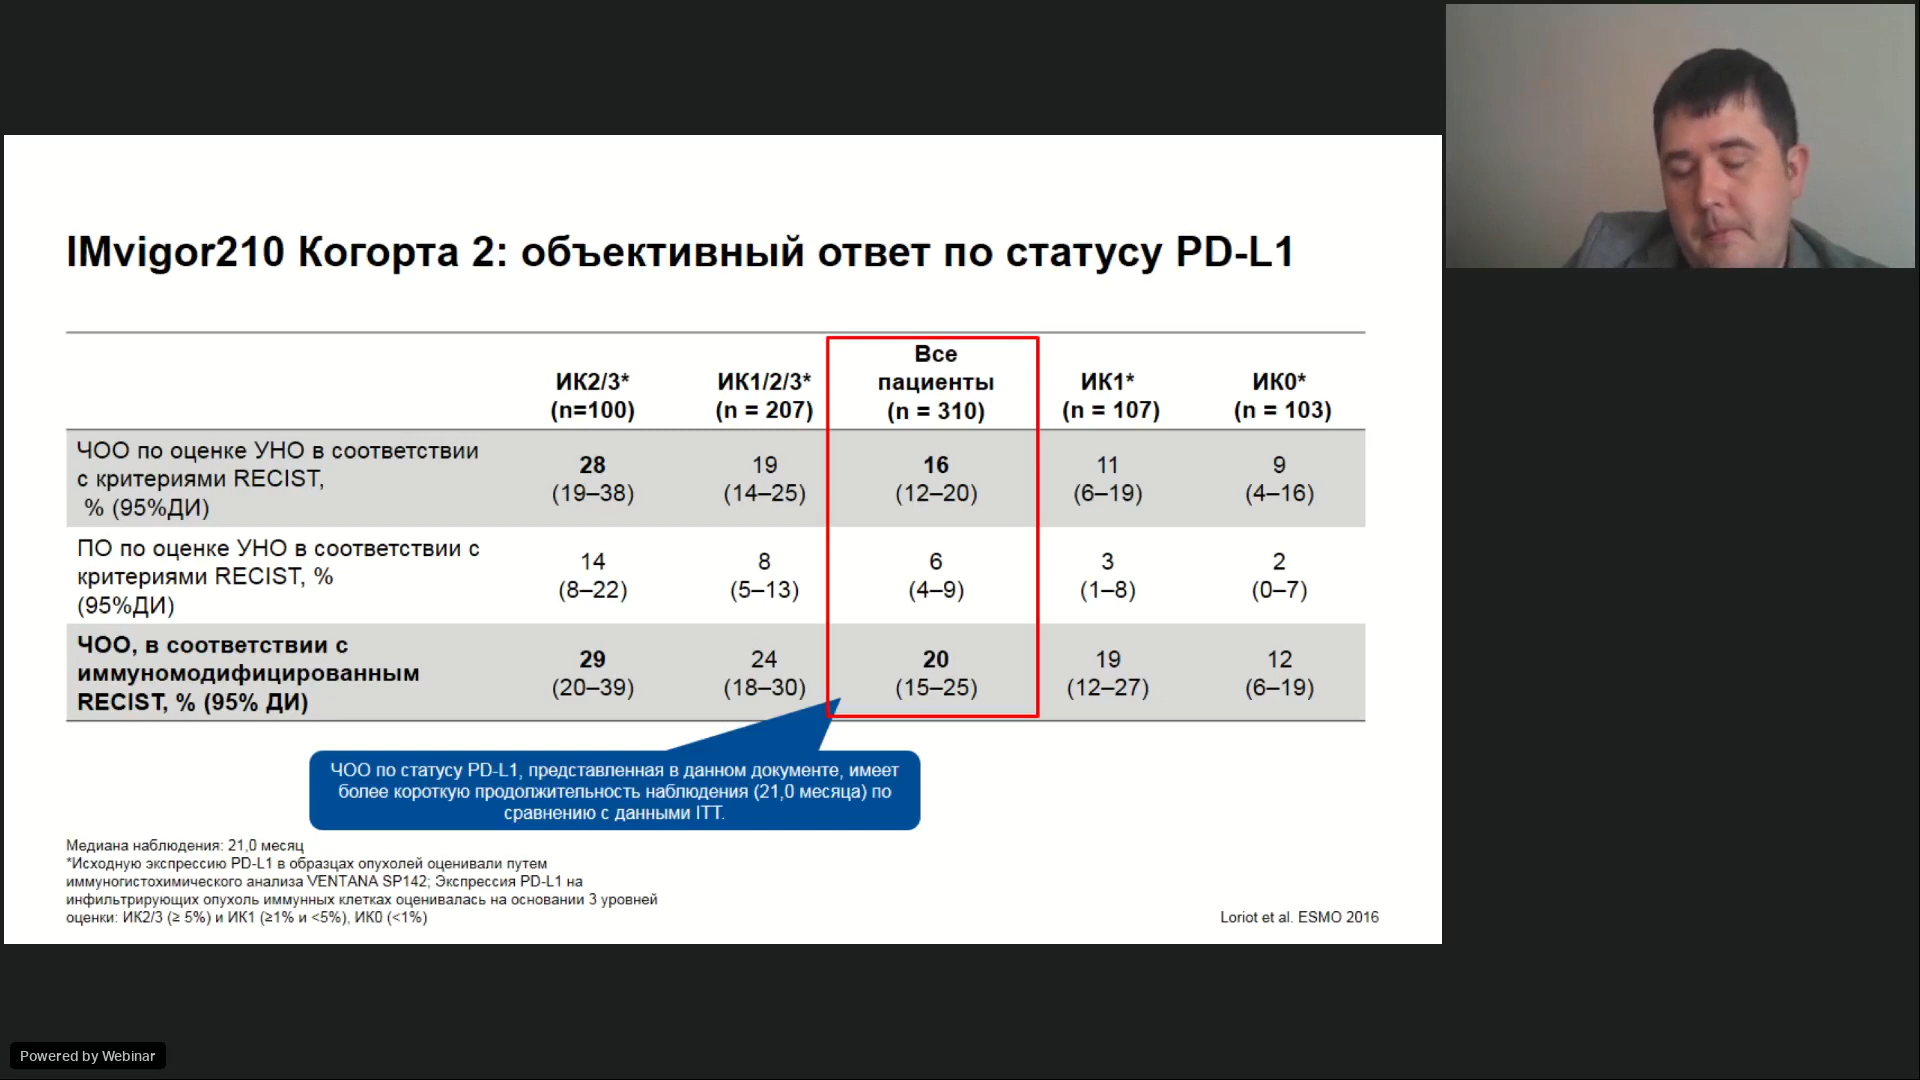 IMvigor210 Когорта 2: объективный ответ по статусу PD-L1
ИК2/3*
(n=100)
ИК1/2/3*
(n = 207)
Все
пациенты
(n = 310)
ИК1*
(n = 107)
ИК0*
(n = 103)
ЧОО по оценке УНО в соответствии
с критериями RECIST,
% (95%ДИ)
28
(19–38)
19
(14–25)
16
(12–20)
11
(6–19)
9
(4–16)
ПО по оценке УНО в соответствии с
критериями RECIST, %
(95%ДИ)
14
(8–22)
8
(5–13)
6
(4–9)
3
(1–8)
2
(0–7)
ЧОО, в соответствии с
иммуномодифицированным
RECIST, % (95% ДИ)
29
(20–39)
24
(18–30)
20
(15–25)
19
(12–27)
12
(6–19)
ЧОО по статусу PD-L1, представленная в данном документе, имеет
более короткую продолжительность наблюдения (21,0 месяца) по
сравнению с данными ITT.
Медиана наблюдения: 21,0 месяц
*Исходную экспрессию PD-L1 в образцах опухолей оценивали путем
иммуногистохимического анализа VENTANA SP142; Экспрессия PD-L1 на
инфильтрирующих опухоль иммунных клетках оценивалась на основании 3 уровней
оценки: ИК2/3 (≥ 5%) и ИК1 (≥1% и <5%), ИК0 (<1%)
Loriot et al. ESMO 2016
Powered by Webinar